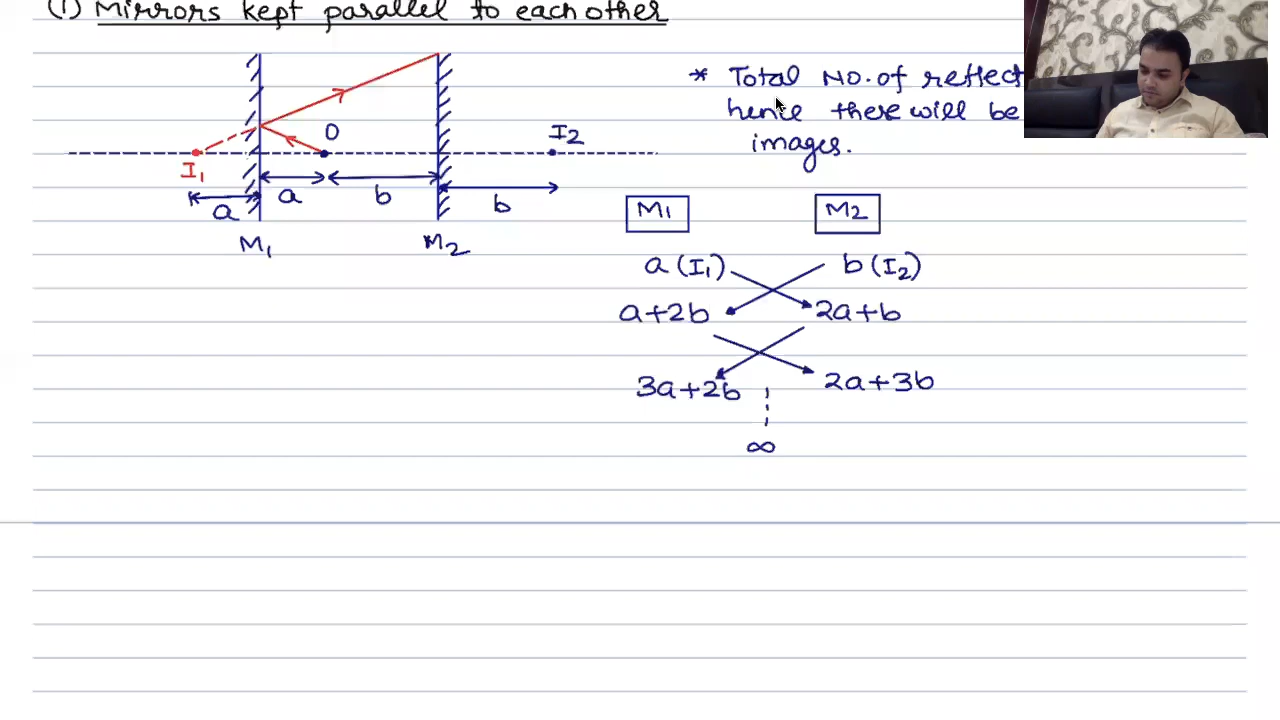 (1) Mirrors kept parallel to each other
* Total No. of reflect
hence there will be
images.
O
I2
I1
a
a
b
b
M1
M2
M1
M2
a (I1)
b (I2)
a+2b
2a+b
3a+2b
2a+3b
∞